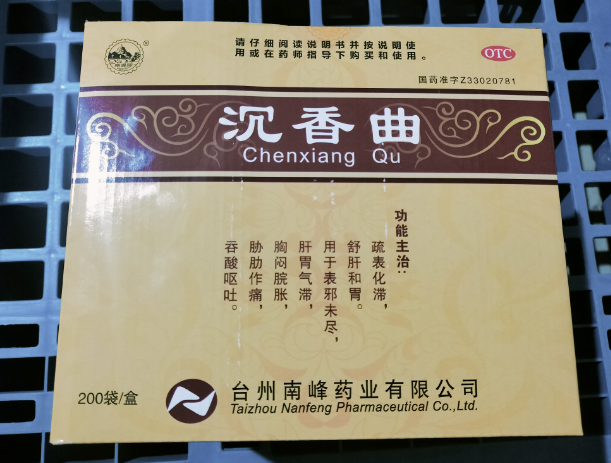 请仔细阅读说明书并按说明使
用或在药师指导下购买和使用。
OTC
国药准字Z33020781
沉香曲
Chenxiang Qu
功能主治:
疏表化滞,
舒肝和胃。
用于表邪未尽,
肝胃气滞,
胸闷脘胀,
胁肋作痛,
吞酸呕吐。
200袋/盒
台州南峰药业有限公司
Taizhou Nanfeng Pharmaceutical Co.,Ltd.